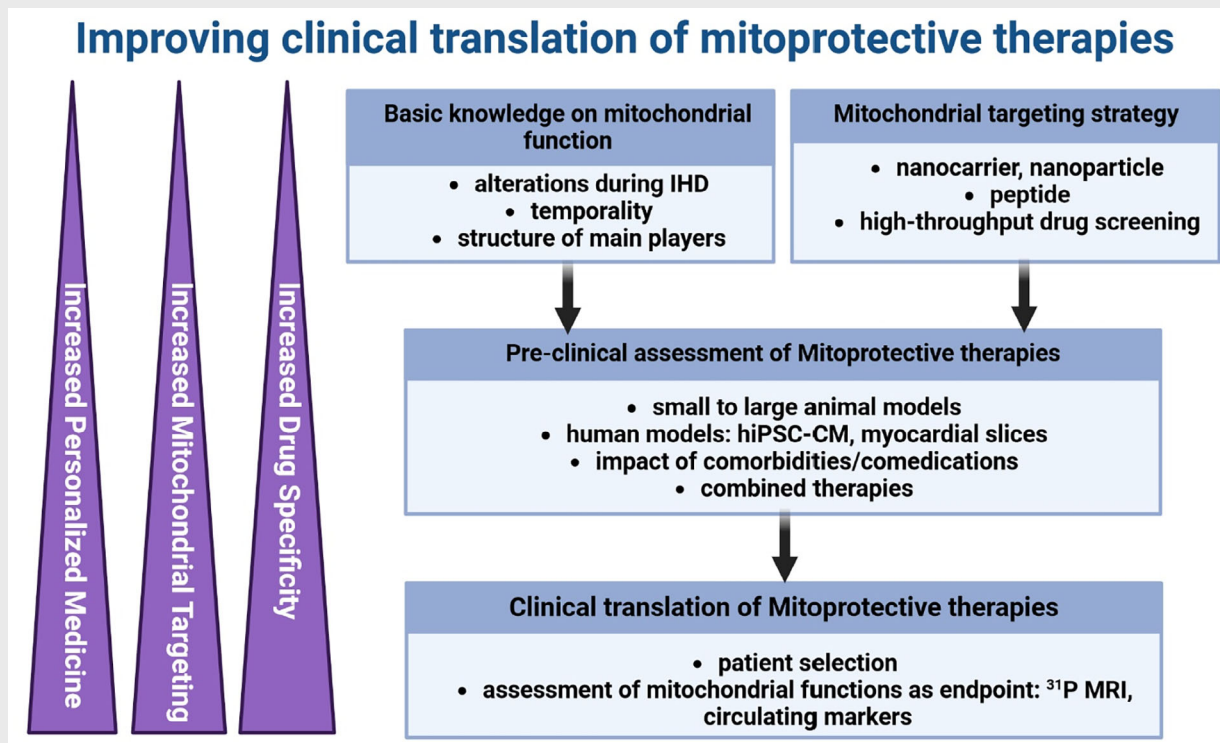 Improving clinical translation of mitoprotective therapies
Increased Personalized Medicine
Increased Mitochondrial Targeting
Increased Drug Specificity
Basic knowledge on mitochondrial
function
• alterations during IHD
• temporality
• structure of main players
Mitochondrial targeting strategy
• nanocarrier, nanoparticle
• peptide
• high-throughput drug screening
Pre-clinical assessment of Mitoprotective therapies
• small to large animal models
• human models: hiPSC-CM, myocardial slices
• impact of comorbidities/comedications
• combined therapies
Clinical translation of Mitoprotective therapies
• patient selection
• assessment of mitochndrial functions as endpoint: ³¹P MRI,
circulating markers